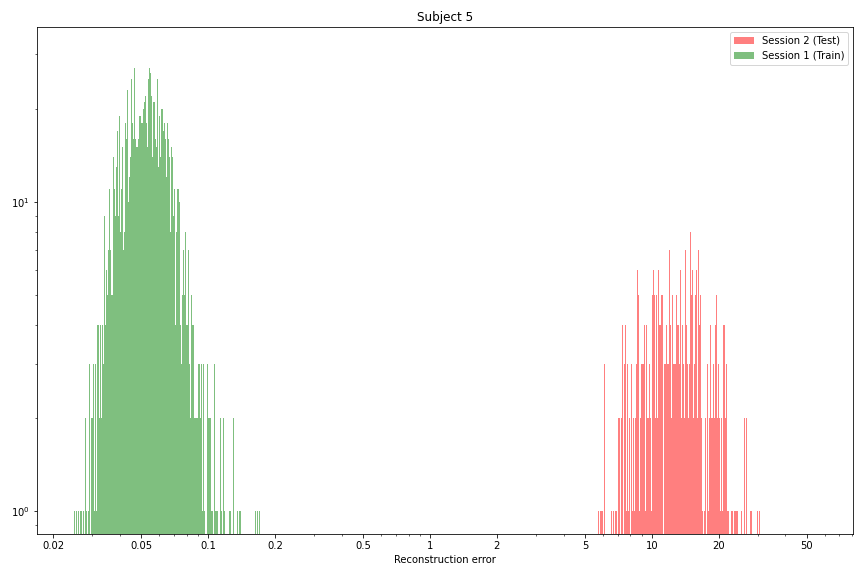 Subject 5
Session 2 (Test)
Session 1 (Train)
10¹
10⁰
0.02 0.05 0.1 0.2 0.5 1 2 5 10 20 50
Reconstruction error